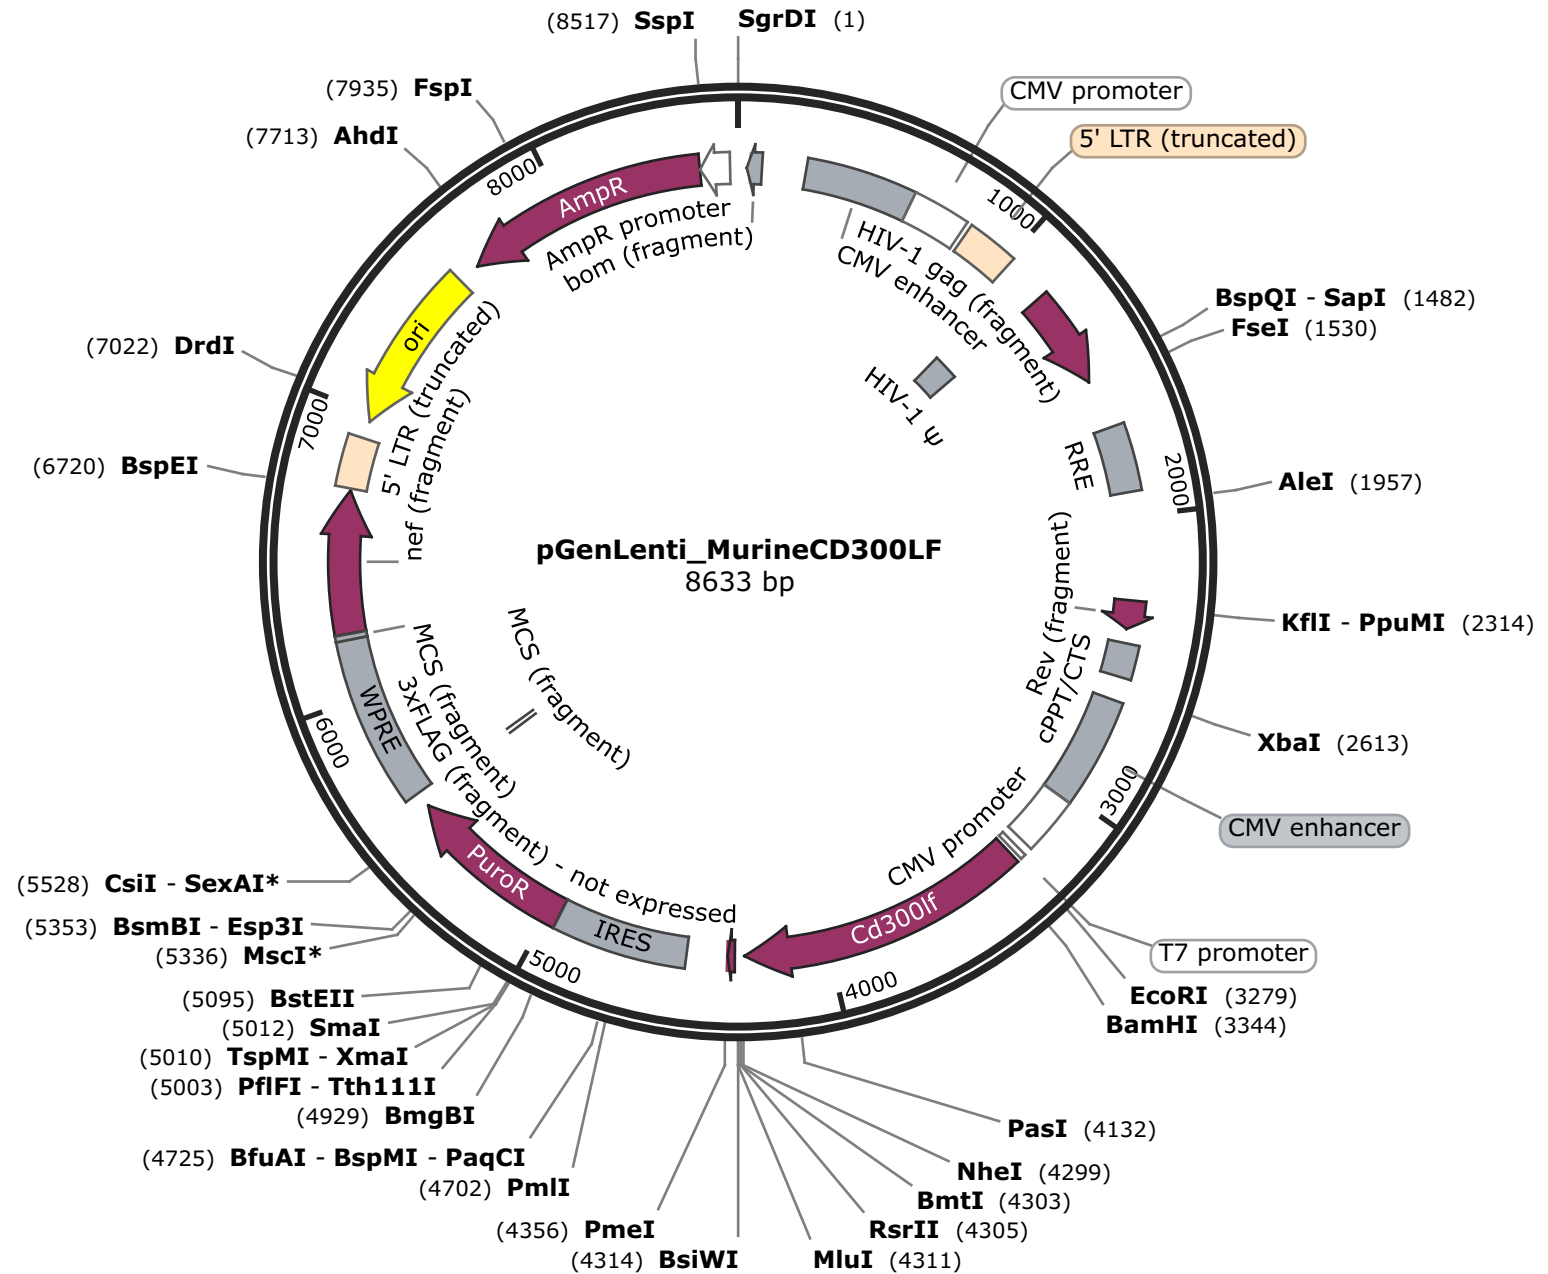 (8517) SspI
SgrDI (1)
(7935) FspI
CMV promoter
(7713) AhdI
5' LTR (truncated)
8000
1000
AmpR
AmpR promoter
bom (fragment)
HIV-1 gag (fragment)
CMV enhancer
HIV-1 Ψ
BspQI - SapI (1482)
FseI (1530)
ori
(7022) DrdI
7000
5' LTR (truncated)
nef (fragment)
(6720) BspEI
RRE
2000
AleI (1957)
pGenLenti_MurineCD300LF
8633 bp
Rev (fragment)
cPPT/CTS
KflI - PpuMI (2314)
XbaI (2613)
MCS (fragment)
MCS (fragment)
3xFLAG (fragment) - not expressed
WPRE
6000
3000
CMV enhancer
CMV promoter
Cd300lf
PuroR
IRES
(5528) CsiI - SexAI*
(5353) BsmBI - Esp3I
(5336) MscI*
T7 promoter
5000
4000
(5095) BstEII
EcoRI (3279)
(5012) SmaI
BamHI (3344)
(5010) TspMI - XmaI
(5003) PflFI - Tth111I
(4929) BmgBI
PasI (4132)
(4725) BfuAI - BspMI - PaqCI
NheI (4299)
(4702) PmlI
BmtI (4303)
(4356) PmeI
RsrII (4305)
(4314) BsiWI
MluI (4311)